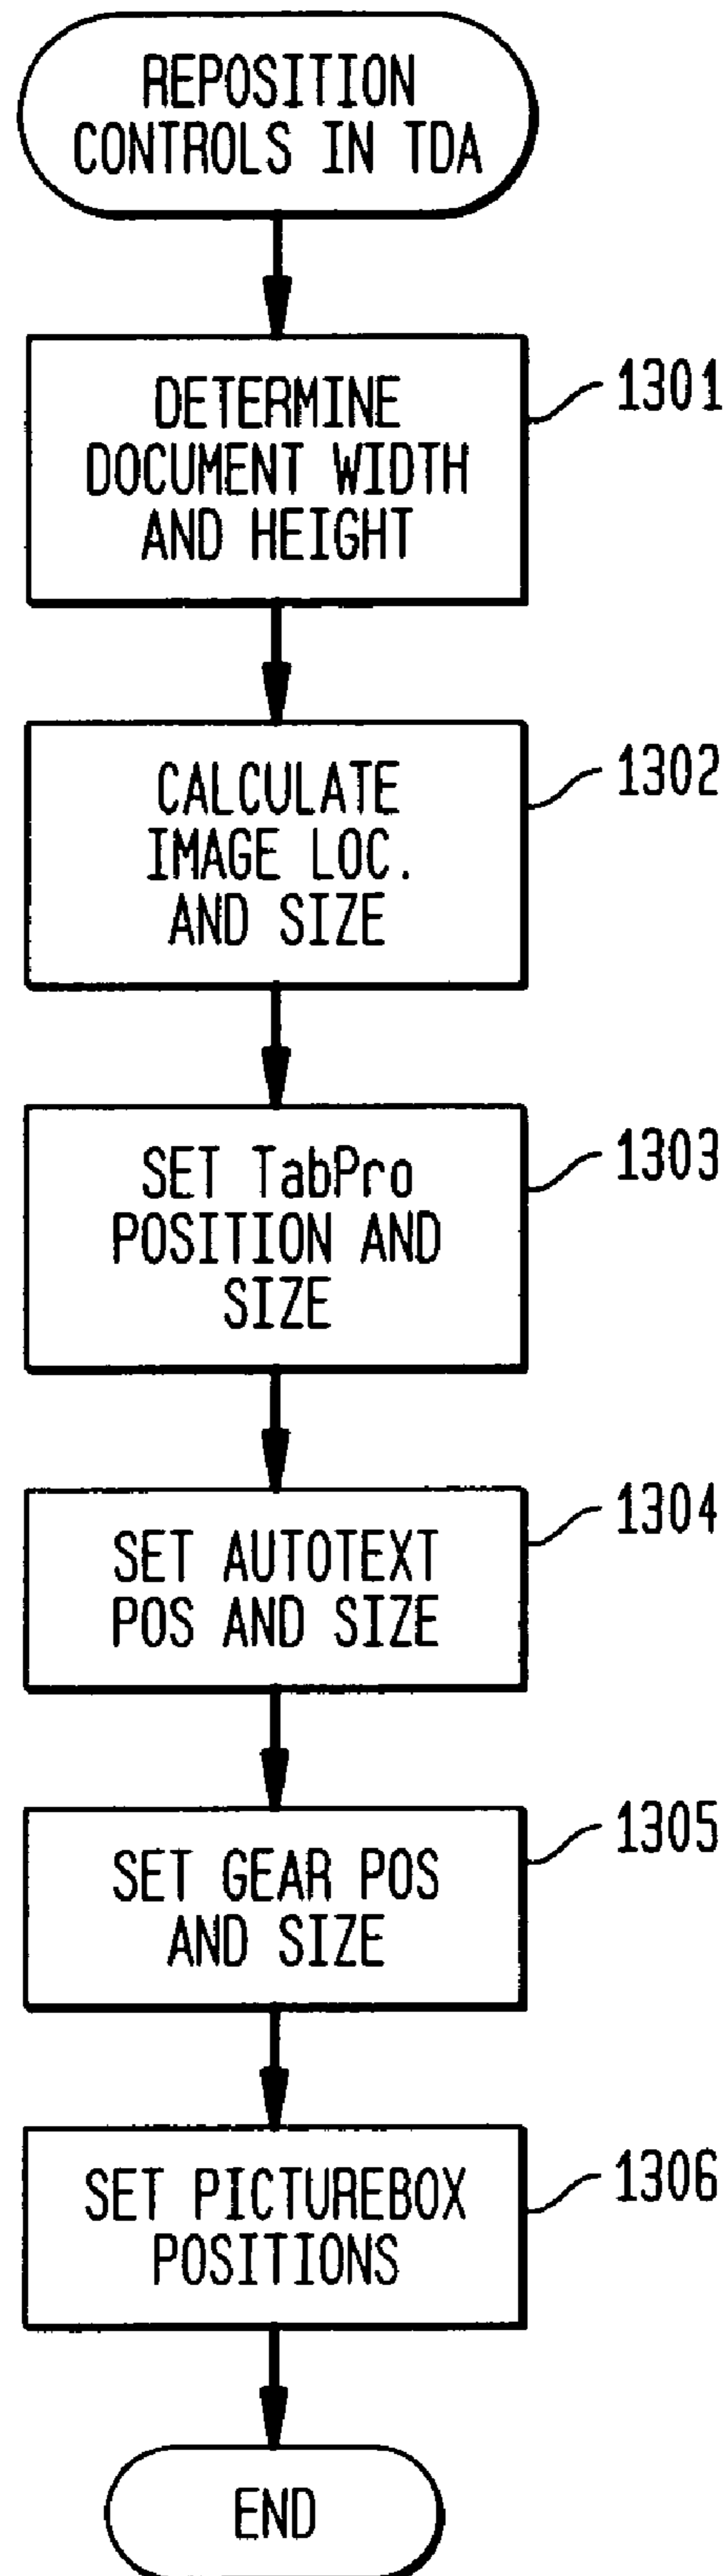 REPOSITION
CONTROLS IN TDA
DETERMINE
DOCUMENT WIDTH
AND HEIGHT
1301
CALCULATE
IMAGE LOC.
AND SIZE
1302
SET TabPro
POSITION AND
SIZE
1303
SET AUTOTEXT
POS AND SIZE
1304
SET GEAR POS
AND SIZE
1305
SET PICTUREBOX
POSITIONS
1306
END